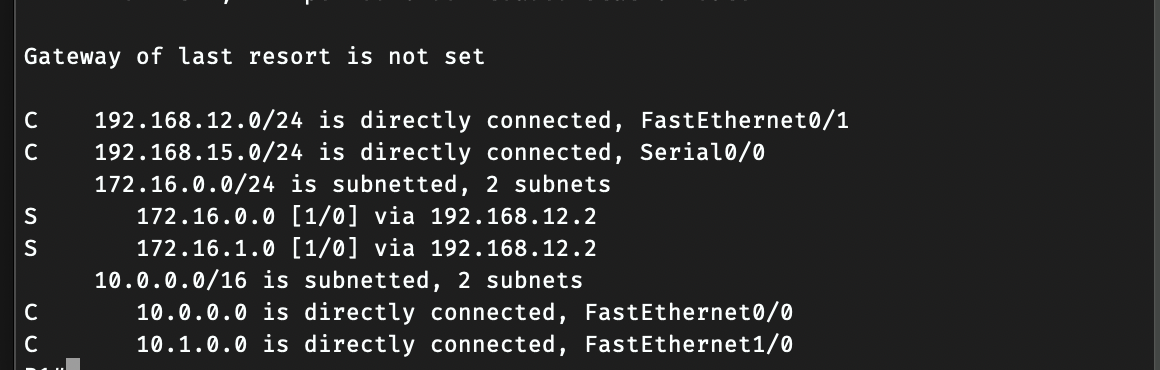 Gateway of last resort is not set
C    192.168.12.0/24 is directly connected, FastEthernet0/1
C    192.168.15.0/24 is directly connected, Serial0/0
     172.16.0.0/24 is subnetted, 2 subnets
S       172.16.0.0 [1/0] via 192.168.12.2
S       172.16.1.0 [1/0] via 192.168.12.2
     10.0.0.0/16 is subnetted, 2 subnets
C       10.0.0.0 is directly connected, FastEthernet0/0
C       10.1.0.0 is directly connected, FastEthernet1/0